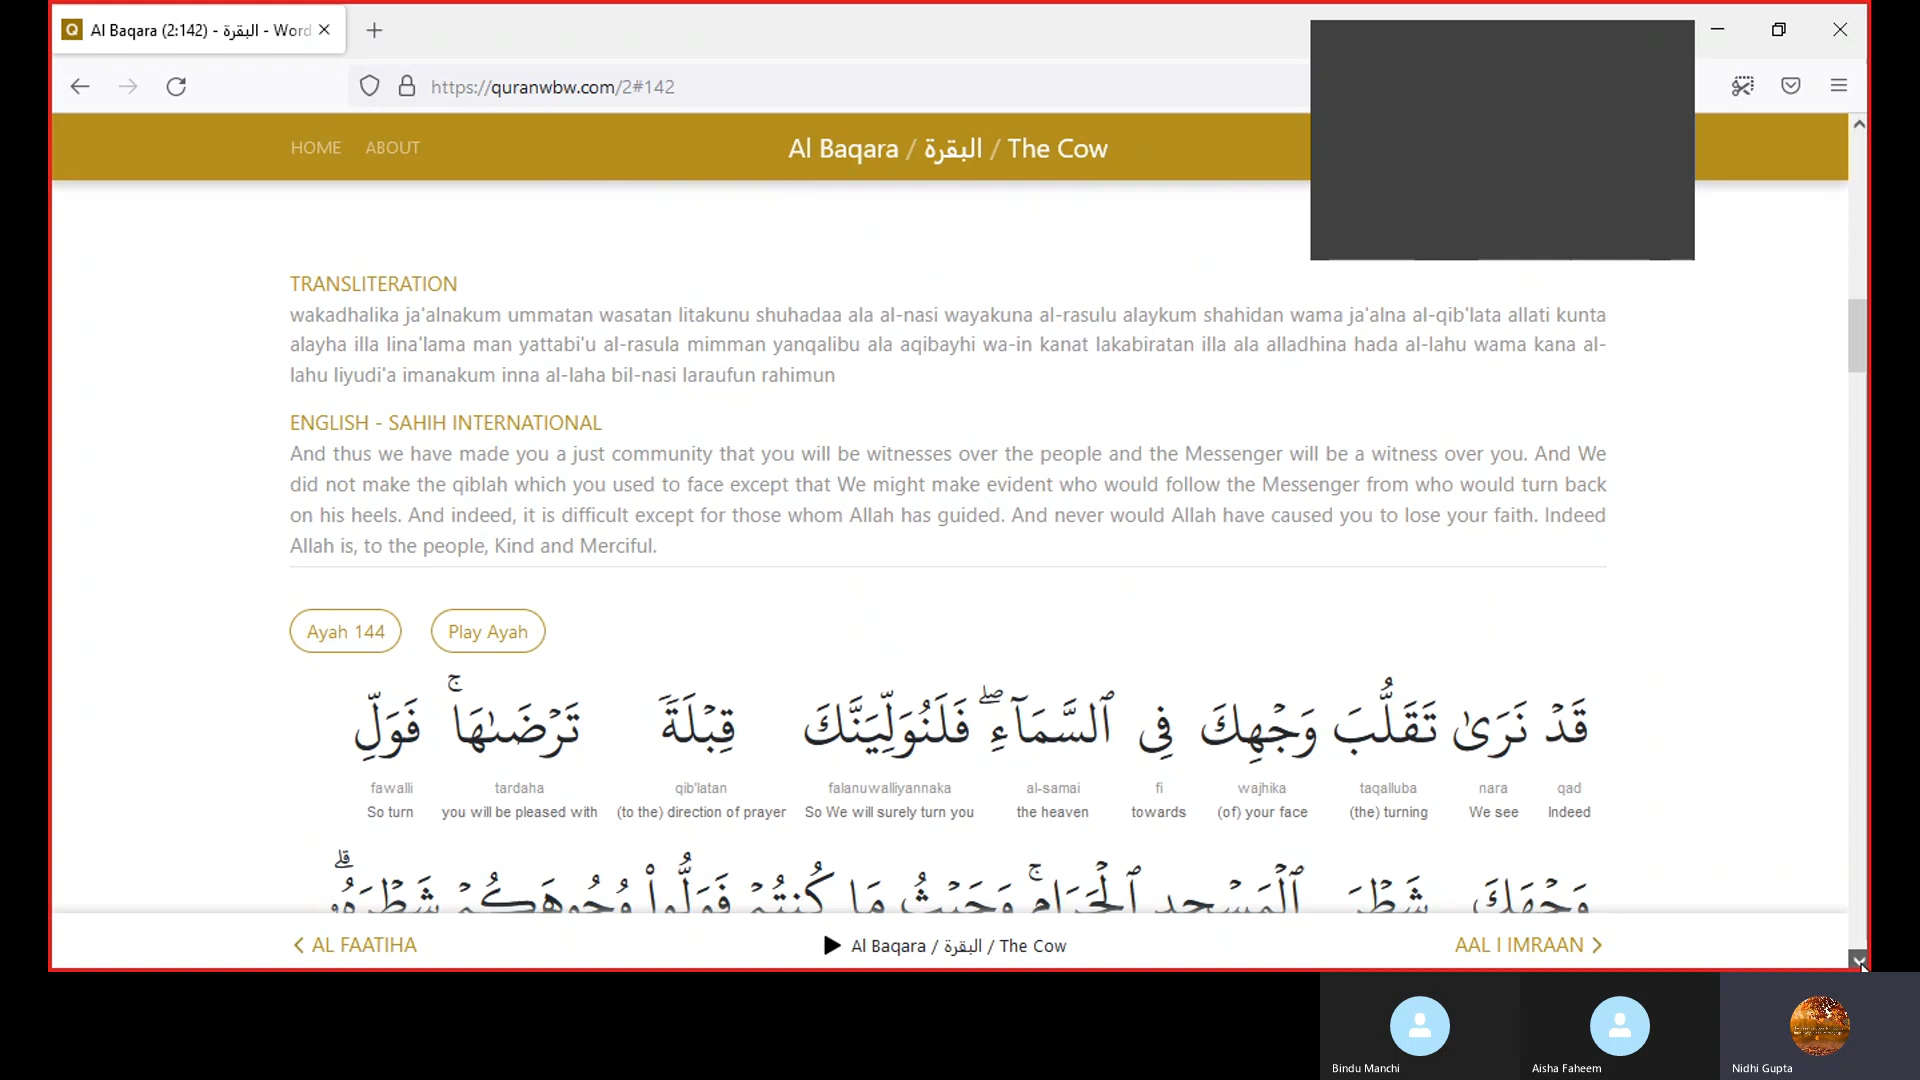 Al Baqara (2:142) - البقرة - Word
https://quranwbw.com/2#142
HOME ABOUT
Al Baqara / البقرة / The Cow
TRANSLITERATION
wakadhalika ja'alnakum ummatan wasatan litakunu shuhadaa ala al-nasi wayakuna al-rasulu alaykum shahidan wama ja'alna al-qib'lata allati kunta
alayha illa lina'lama man yattabi'u al-rasula mimman yanqalibu ala aqibayhi wa-in kanat lakabiratan illa ala alladhina hada al-lahu wama kana al-
lahu liyudi'a imanakum inna al-laha bil-nasi laraufun rahimun
ENGLISH - SAHIH INTERNATIONAL
And thus we have made you a just community that you will be witnesses over the people and the Messenger will be a witness over you. And We
did not make the qiblah which you used to face except that We might make evident who would follow the Messenger from who would turn back
on his heels. And indeed, it is difficult except for those whom Allah has guided. And never would Allah have caused you to lose your faith. Indeed
Allah is, to the people, Kind and Merciful.
Ayah 144 Play Ayah
قَدْ نَرَىٰ تَقَلُّبَ وَجْهِكَ فِى ٱلسَّمَآءِ ۖ فَلَنُوَلِّيَنَّكَ قِبْلَةً تَرْضَىٰهَا ۚ فَوَلِّ
fawalli tardaha qib'latan falanuwalliyannaka al-samai fi wajhika taqalluba nara qad
So turn you will be pleased with (to the) direction of prayer So We will surely turn you the heaven towards (of) your face (the) turning We see Indeed
وَجْهَكَ شَطْرَ ٱلْمَسْجِدِ ٱلْحَرَامِ ۚ وَحَيْثُ مَا كُنتُمْ فَوَلُّوا۟ وُجُوهَكُمْ شَطْرَهُۥ ۗ
AL FAATIHA
Al Baqara / البقرة / The Cow
AAL I IMRAAN
Bindu Manchi
Aisha Faheem
Nidhi Gupta